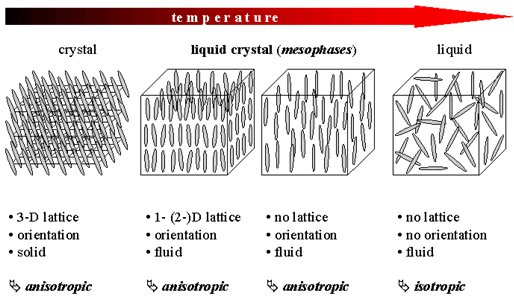 temperature
crystal liquid crystal (mesophases) liquid
• 3-D lattice • 1- (2-)D lattice • no lattice • no lattice
• orientation • orientation • orientation • no orientation
• solid • fluid • fluid • fluid
↳ anisotropic ↳ anisotropic ↳ anisotropic ↳ isotropic